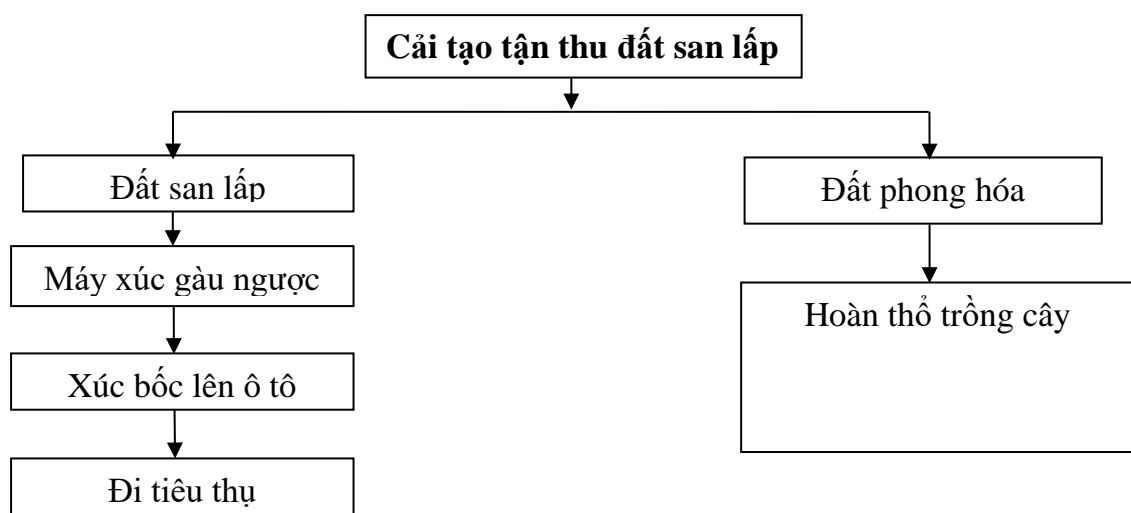 Cải tạo tận thu đất san lấp
Đất san lấp
Đất phong hóa
Máy xúc gàu ngược
Hoàn thổ trồng cây
Xúc bốc lên ô tô
Đi tiêu thụ